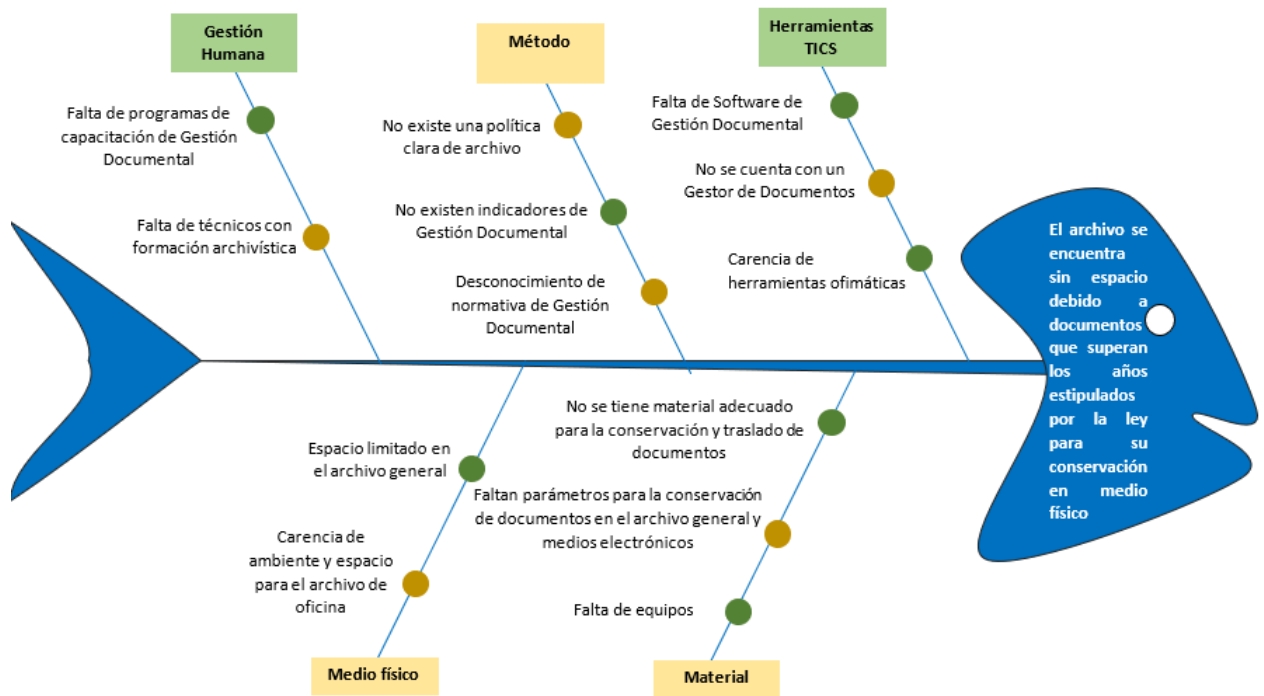 Gestión
Humana
Falta de programas de
capacitación de Gestión
Documental
Falta de técnicos con
formación archivística
Método
No existe una política
clara de archivo
No existen indicadores de
Gestión Documental
Desconocimiento de
normativa de Gestión
Documental
Herramientas
TICS
Falta de Software de
Gestión Documental
No se cuenta con un
Gestor de Documentos
Carencia de
herramientas ofimáticas
El archivo se
encuentra
sin espacio
debido a
documentos
que superan
los años
estipulados
por la ley
para su
conservación
en medio
físico
Espacio limitado en
el archivo general
Carencia de
ambiente y espacio
para el archivo de
oficina
Medio físico
No se tiene material adecuado
para la conservación y traslado de
documentos
Faltan parámetros para la conservación
de documentos en el archivo general y
medios electrónicos
Falta de equipos
Material